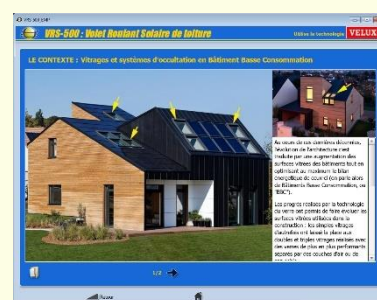 VRS-500 : Volet Roulant Solaire de toiture
Utilise la technologie
VELUX
LE CONTEXTE : Vitrages et systèmes d'occultation en Bâtiment Basse Consommation
Au cours de ces dernières décennies,
l'évolution de l'architecture s'est
traduite par une augmentation des
surfaces vitrées des bâtiments tout en
optimisant au maximum le bilan
énergétique de ceux-ci (on parle alors
de Bâtiments Basse Consommation, ou
"BBC").
Les progrès réalisés par la technologie
du verre ont permis de faire évoluer les
surfaces vitrées utilisées dans la
construction : les simples vitrages
d'autrefois ont laissé la place aux
doubles et triples vitrages réalisés avec
des verres de plus en plus performants
séparés par des couches d'air ou de
1/2
Retour